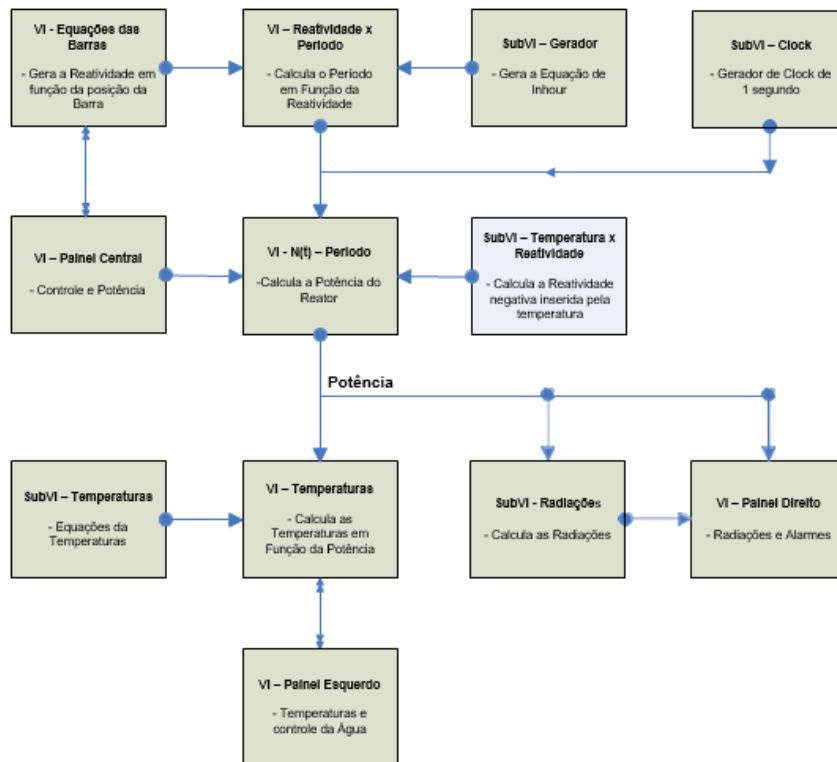 VI - Equações das
Barras
- Gera a Reatividade em
função da posição da
Barra
VI – Reatividade x
Periodo
- Calcula o Período
em Função da
Reatividade
SubVI – Gerador
- Gera a Equação de
Inhour
SubVI – Clock
- Gerador de Clock de
1 segundo
VI – Painel Central
- Controle e Potência
VI - N(t) – Periodo
-Calcula a Potência do
Reator
SubVI – Temperatura x
Reatividade
- Calcula a Reatividade
negativa inserida pela
temperatura
Potência
SubVI – Temperaturas
- Equações da
Temperaturas
VI – Temperaturas
- Calcula as
Temperaturas em
Função da Potência
SubVI - Radiações
- Calcula as Radiações
VI – Painel Direito
- Radiações e Alarmes
VI – Painel Esquerdo
- Temperaturas e
controle da Água